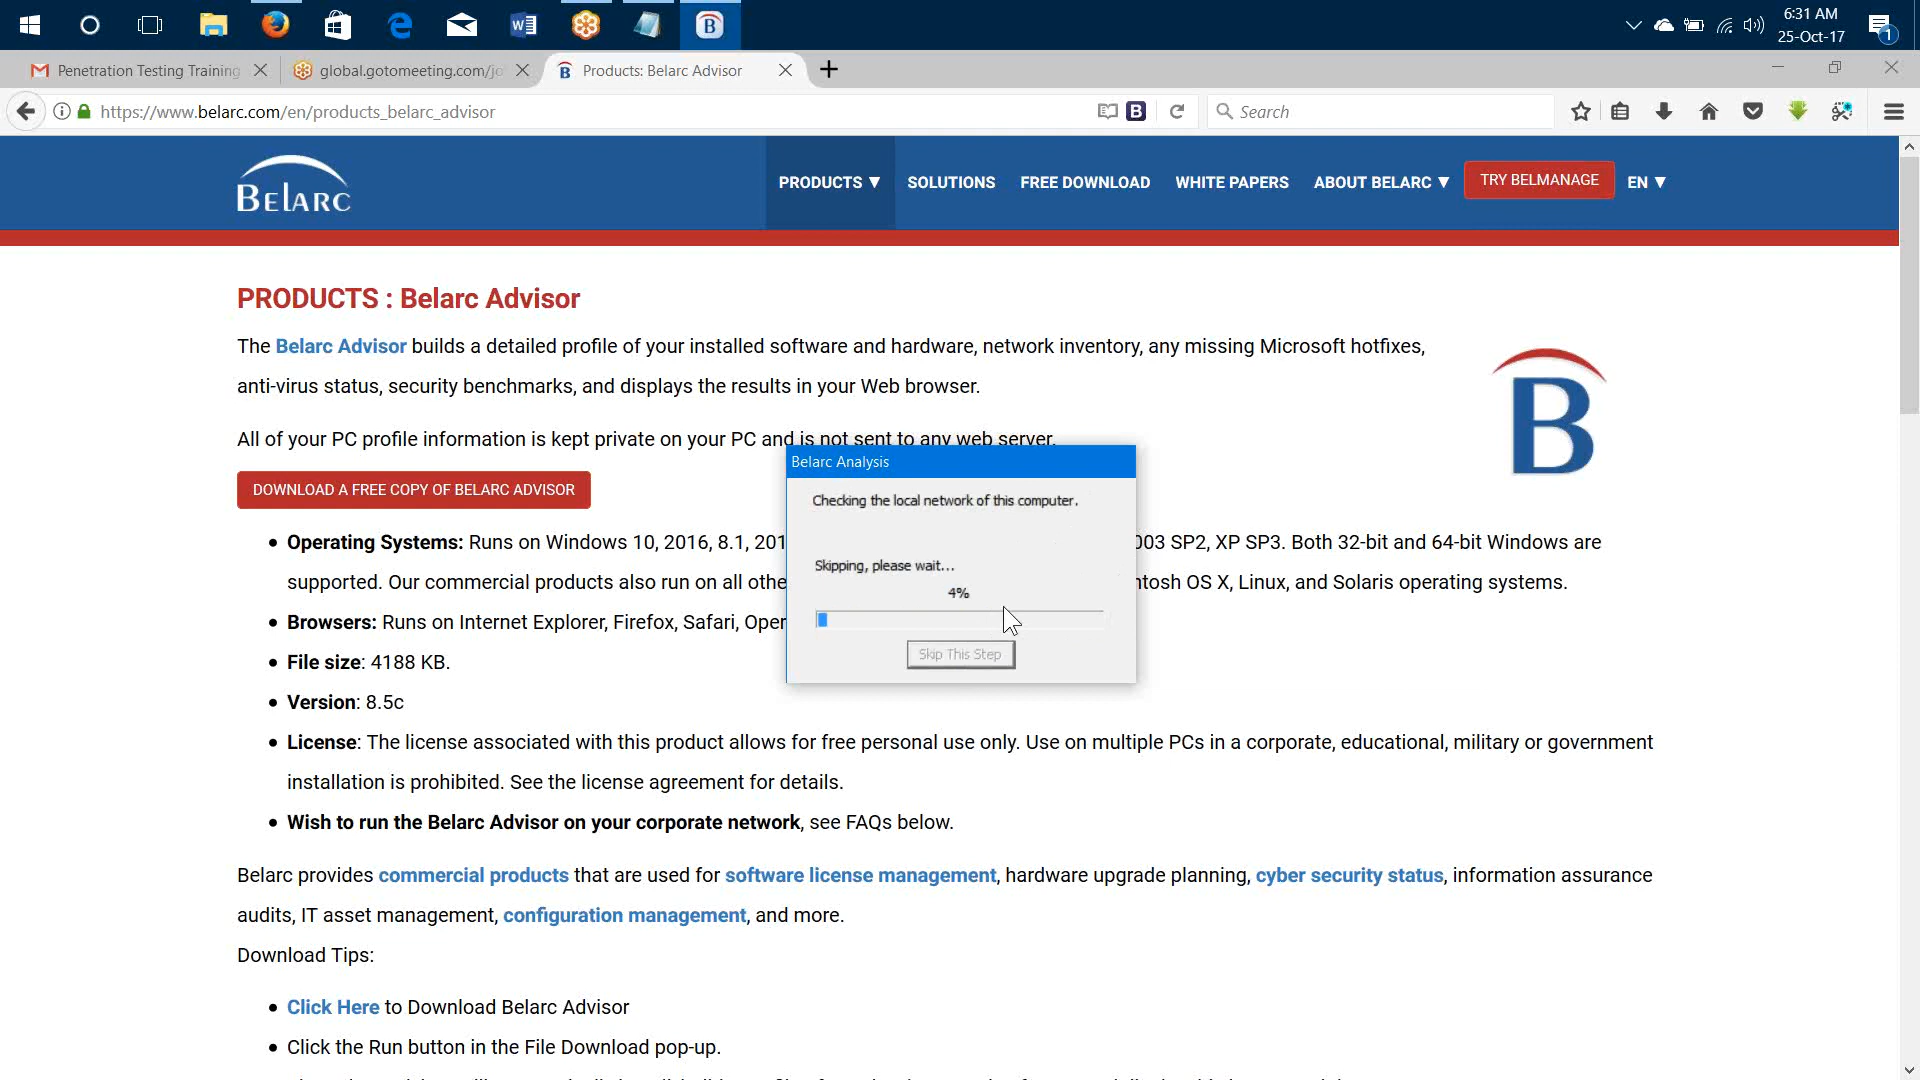 6:31 AM
25-Oct-17
1
Penetration Testing Training
global.gotomeeting.com/jo
Products: Belarc Advisor
https://www.belarc.com/en/products_belarc_advisor
Search
BELARC
PRODUCTS ▼ SOLUTIONS FREE DOWNLOAD WHITE PAPERS ABOUT BELARC ▼ TRY BELMANAGE EN ▼
PRODUCTS : Belarc Advisor
The Belarc Advisor builds a detailed profile of your installed software and hardware, network inventory, any missing Microsoft hotfixes,
anti-virus status, security benchmarks, and displays the results in your Web browser.
All of your PC profile information is kept private on your PC and is not sent to any web server.
DOWNLOAD A FREE COPY OF BELARC ADVISOR
B
Belarc Analysis
Checking the local network of this computer.
Skipping, please wait...
4%
Skip This Step
• Operating Systems: Runs on Windows 10, 2016, 8.1, 201 003 SP2, XP SP3. Both 32-bit and 64-bit Windows are
supported. Our commercial products also run on all othe ntosh OS X, Linux, and Solaris operating systems.
• Browsers: Runs on Internet Explorer, Firefox, Safari, Oper
• File size: 4188 KB.
• Version: 8.5c
• License: The license associated with this product allows for free personal use only. Use on multiple PCs in a corporate, educational, military or government
installation is prohibited. See the license agreement for details.
• Wish to run the Belarc Advisor on your corporate network, see FAQs below.
Belarc provides commercial products that are used for software license management, hardware upgrade planning, cyber security status, information assurance
audits, IT asset management, configuration management, and more.
Download Tips:
• Click Here to Download Belarc Advisor
• Click the Run button in the File Download pop-up.